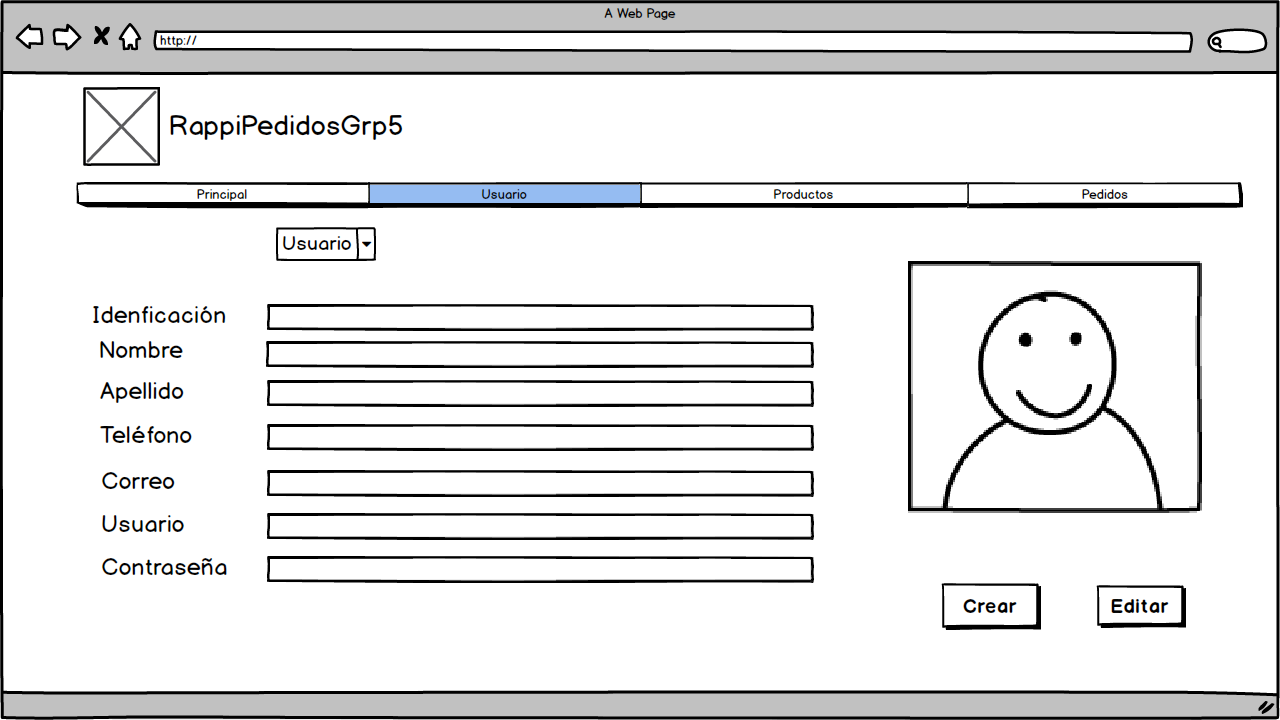 A Web Page
http://
RappiPedidosGrp5
Principal Usuario Productos Pedidos
Usuario
Idenficación
Nombre
Apellido
Teléfono
Correo
Usuario
Contraseña
Crear Editar